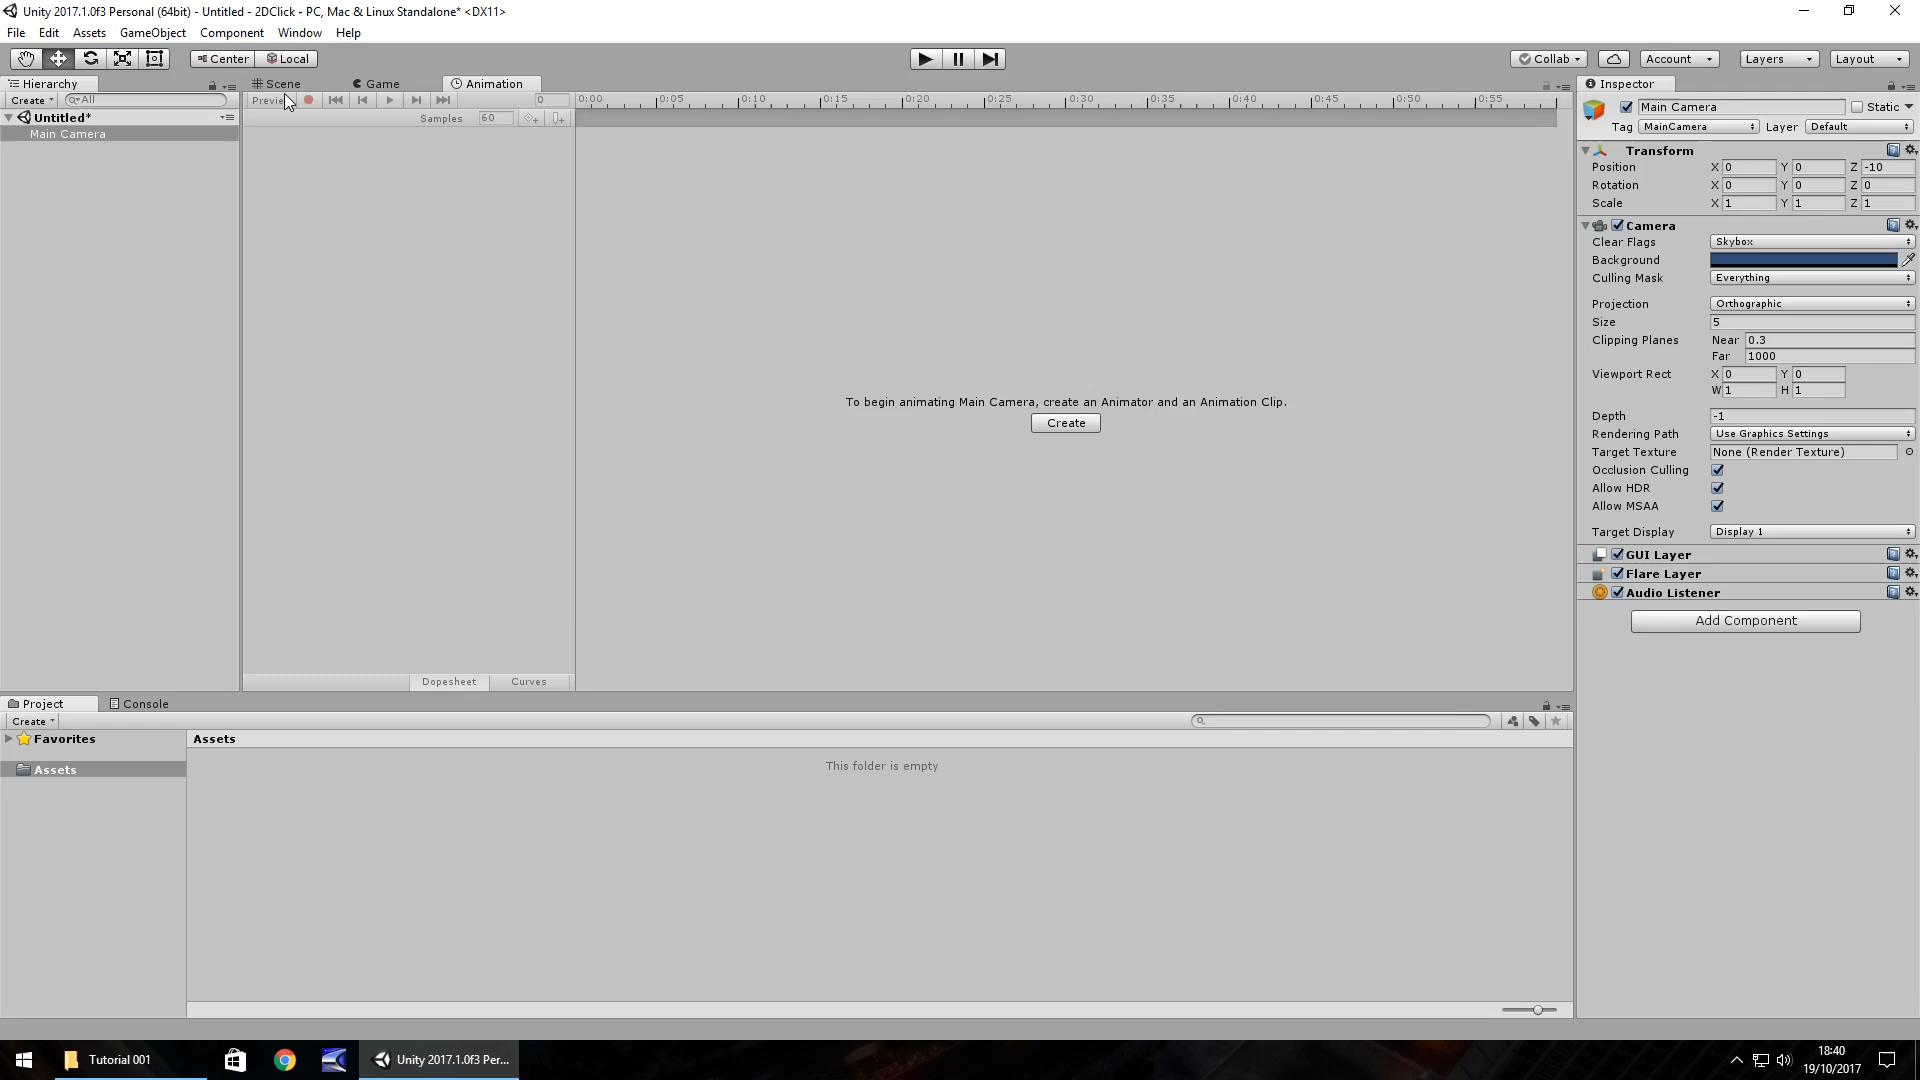 Unity 2017.1.0f3 Personal (64bit) - Untitled - 2DClick - PC, Mac & Linux Standalone* <DX11>
File Edit Assets GameObject Component Window Help
Center Local Collab Account Layers Layout
Hierarchy Scene Game Animation Inspector
Create All Previe 0 0:00 0:05 0:10 0:15 0:20 0:25 0:30 0:35 0:40 0:45 0:50 0:55
Untitled* Samples 60
Main Camera
Main Camera Static
Tag MainCamera Layer Default
Transform
Position X 0 Y 0 Z -10
Rotation X 0 Y 0 Z 0
Scale X 1 Y 1 Z 1
Camera
Clear Flags Skybox
Background
Culling Mask Everything
Projection Orthographic
Size 5
Clipping Planes Near 0.3
Far 1000
Viewport Rect X 0 Y 0
W 1 H 1
Depth -1
Rendering Path Use Graphics Settings
Target Texture None (Render Texture)
Occlusion Culling
Allow HDR
Allow MSAA
Target Display Display 1
GUI Layer
Flare Layer
Audio Listener
Add Component
To begin animating Main Camera, create an Animator and an Animation Clip.
Create
Dopesheet Curves
Project Console
Create
Favorites Assets
Assets
This folder is empty
Tutorial 001 Unity 2017.1.0f3 Per... 18:40
19/10/2017